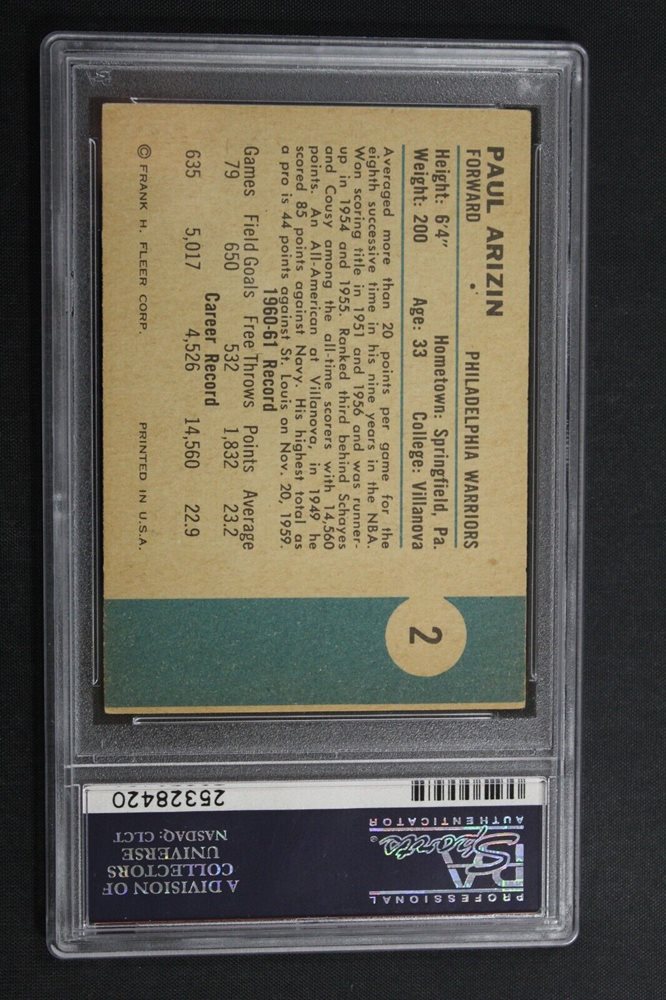 PAUL ARIZIN
FORWARD PHILADELPHIA WARRIORS
Height: 6'4" Hometown: Springfield, Pa.
Weight: 200 Age: 33 College: Villanova
Averaged more than 20 points per game for the
eighth successive time in his nine years in the NBA.
Won scoring title in 1951 and 1956 and was runner-
up in 1954 and 1955. Ranked third behind Schayes
and Cousy among the all-time scorers with 14,560
points. An All-American at Villanova, in 1949 he
scored 85 points against Navy. His highest total as
a pro is 44 points against St. Louis on Nov. 20, 1959.
1960-61 Record
Games Field Goals Free Throws Points Average
79 650 532 1,832 23.2
Career Record
635 5,017 4,526 14,560 22.9
© FRANK H. FLEER CORP. PRINTED IN U.S.A.
2
25328420
PROFESSIONAL
PSA
Sports
AUTHENTICATOR
A DIVISION OF
COLLECTORS
UNIVERSE
NASDAQ: CLCT